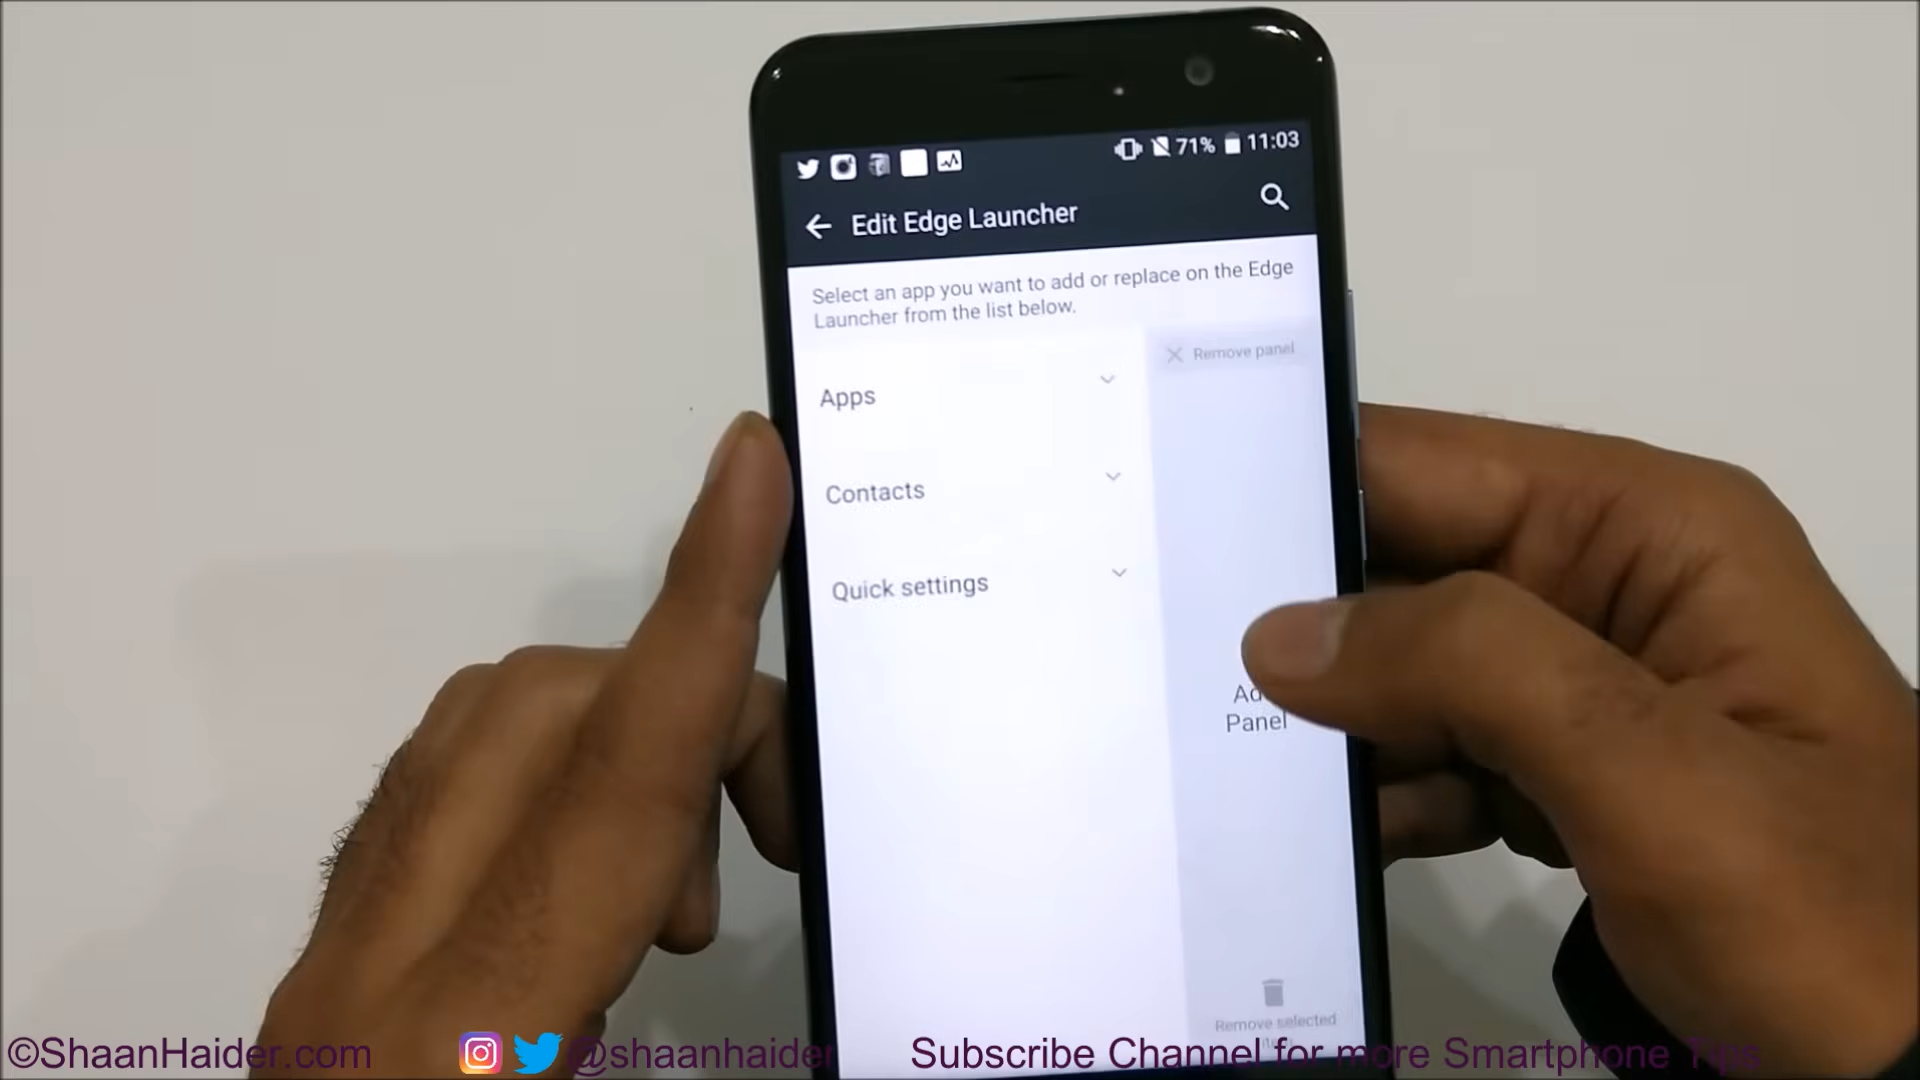 71% 11:03
Edit Edge Launcher
Select an app you want to add or replace on the Edge
Launcher from the list below.
Remove panel
Apps
Contacts
Quick settings
Panel
Remove selected
©ShaanHaider.com @shaanhaider Subscribe Channel for more Smartphone Tips